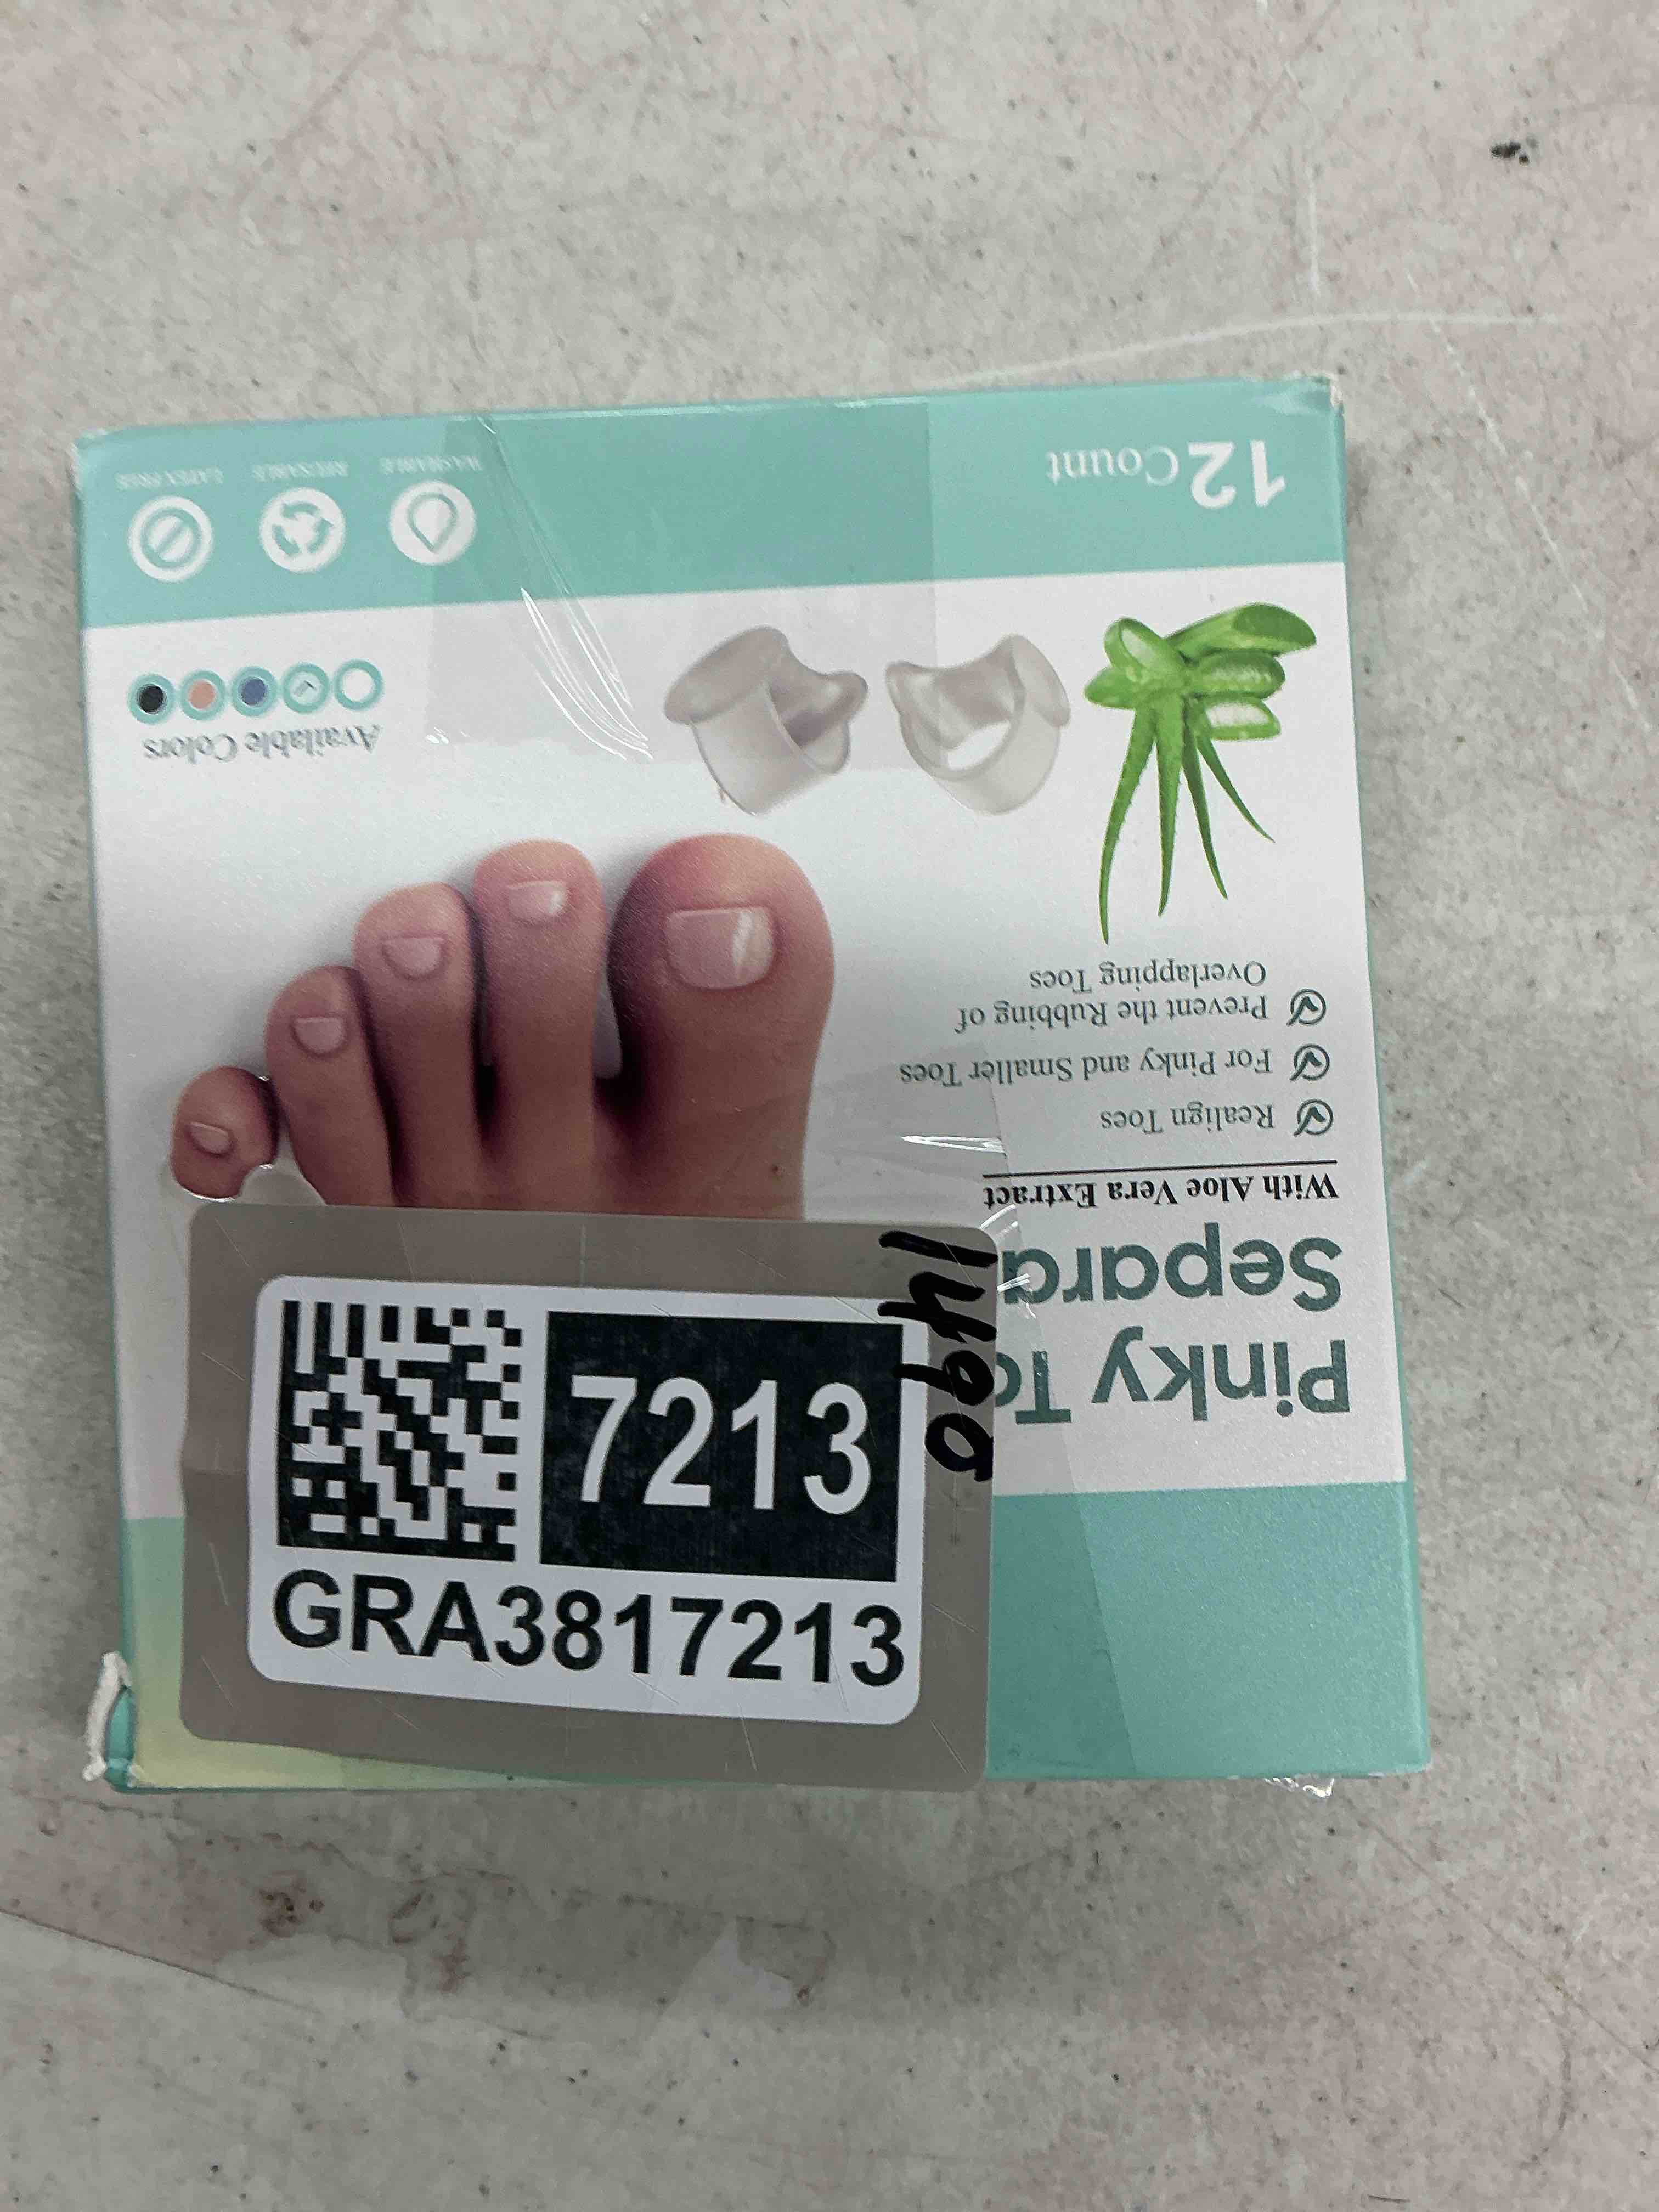 Pinky To
Separa
With Aloe Vera Extract
Realign Toes
For Pinky and Smaller Toes
Prevent the Rubbing of
Overlapping Toes
Available Colors
12 Count
WASHABLE
REUSABLE
LATEX FREE
7213
GRA3817213